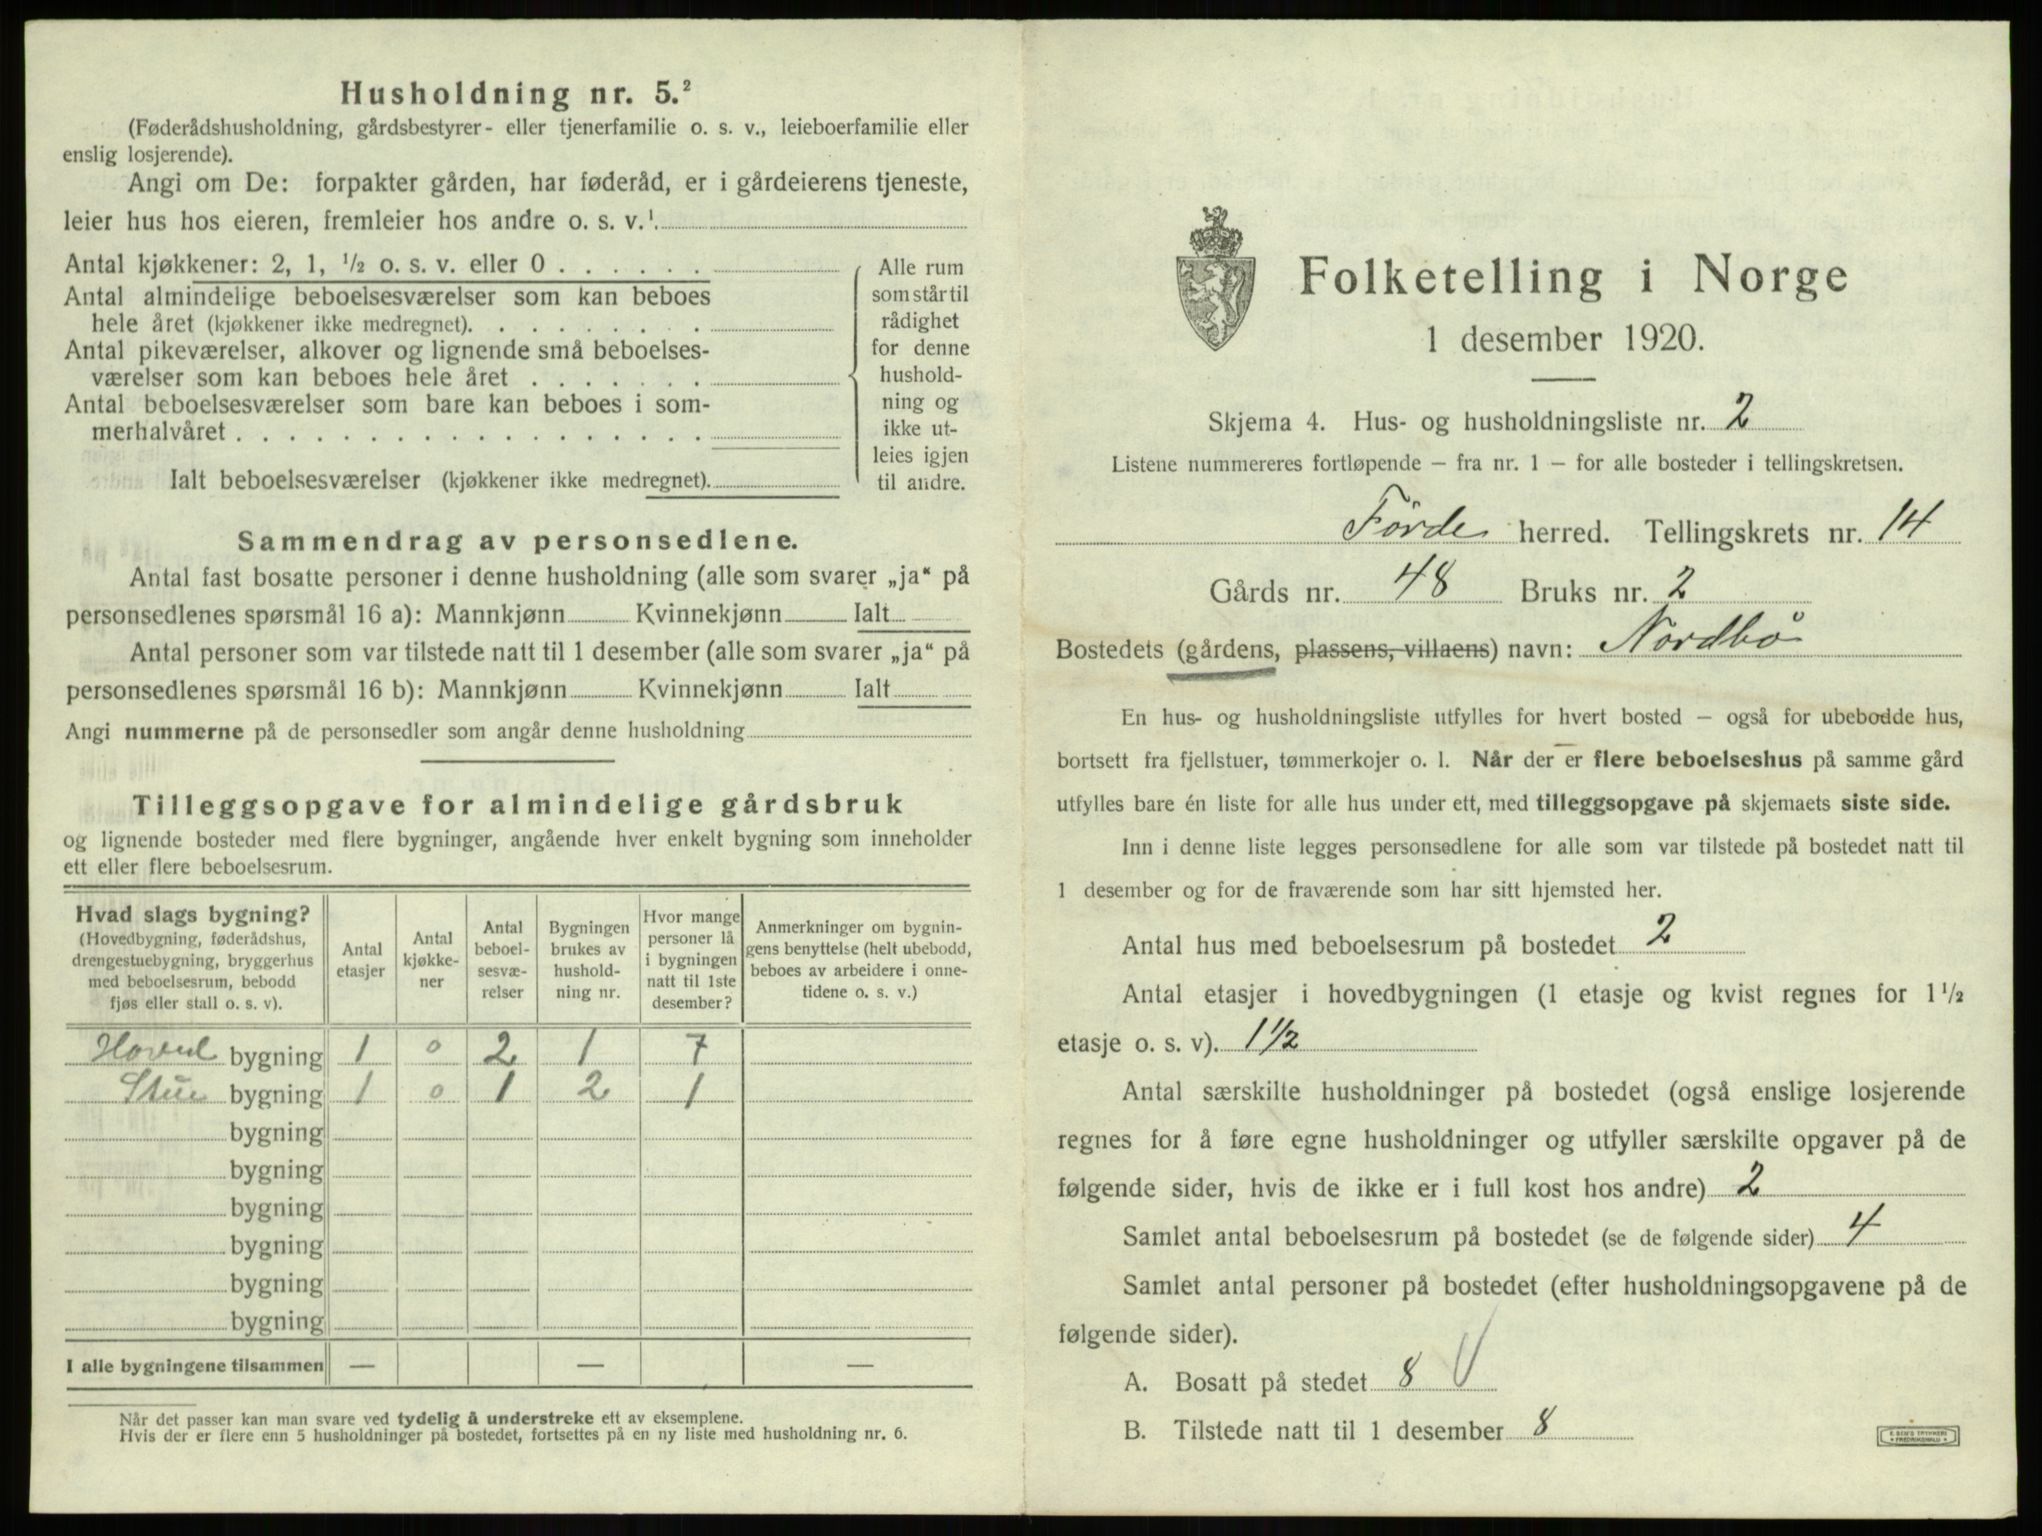 Husholdning nr. 5.²
(Føderådshusholdning, gårdsbestyrer- eller tjenerfamilie o. s. v., leieboerfamilie eller
enslig losjerende).
Angi om De: forpakter gården, har føderåd, er i gårdeierens tjeneste,
leier hus hos eieren, fremleier hos andre o. s. v.¹
Antal kjøkkener: 2, 1, ½ o. s. v. eller 0 . . . . . .
Antal almindelige beboelsesværelser som kan beboes
hele året (kjøkkener ikke medregnet). . . . . . . . .
Antal pikeværelser, alkover og lignende små beboelses-
værelser som kan beboes hele året . . . . . . .
Antal beboelsesværelser som bare kan beboes i som-
merhalvåret . . . . . . . . . . . . . . . . . .
Ialt beboelsesværelser (kjøkkener ikke medregnet).
Alle rum
som står til
rådighet
for denne
hushold-
ning og
ikke ut-
leies igjen
til andre.
Sammendrag av personsedlene.
Antal fast bosatte personer i denne husholdning (alle som svarer „ja“ på
personsedlenes spørsmål 16 a): Mannkjønn Kvinnekjønn Ialt
Antal personer som var tilstede natt til 1 desember (alle som svarer „ja“ på
personsedlenes spørsmål 16 b): Mannkjønn Kvinnekjønn Ialt
Angi nummerne på de personsedler som angår denne husholdning
Tilleggsopgave for almindelige gårdsbruk
og lignende bosteder med flere bygninger, angående hver enkelt bygning som inneholder
ett eller flere beboelsesrum.
Hvad slags bygning?
(Hovedbygning, føderådshus,
drengestuebygning, bryggerhus
med beboelsesrum, bebodd
fjøs eller stall o. s. v).
Antal
etasjer
Antal
kjøkke-
ner
Antal
beboel-
sesvæ-
relser
Bygningen
brukes av
hushold-
ning nr.
Hvor mange
personer lå
i bygningen
natt til 1ste
desember?
Anmerkninger om bygnin-
gens benyttelse (helt ubebodd,
beboes av arbeidere i onne-
tidene o. s. v.)
Hoved bygning 1 0 2 1 7
Stue bygning 1 0 1 2 1
bygning
bygning
bygning
bygning
bygning
bygning
I alle bygningene tilsammen — — —
Når det passer kan man svare ved tydelig å understreke ett av eksemplene.
Hvis der er flere enn 5 husholdninger på bostedet, fortsettes på en ny liste med husholdning nr. 6.
Folketelling i Norge
1 desember 1920.
Skjema 4. Hus- og husholdningsliste nr. 2
Listene nummereres fortløpende – fra nr. 1 – for alle bosteder i tellingskretsen.
Förde herred. Tellingskrets nr. 14
Gårds nr. 48 Bruks nr. 2
Bostedets (gårdens, plassens, villaens) navn: Nordbø
En hus- og husholdningsliste utfylles for hvert bosted – også for ubebodde hus,
bortsett fra fjellstuer, tømmerkojer o. l. Når der er flere beboelseshus på samme gård
utfylles bare én liste for alle hus under ett, med tilleggsopgave på skjemaets siste side.
Inn i denne liste legges personsedlene for alle som var tilstede på bostedet natt til
1 desember og for de fraværende som har sitt hjemsted her.
Antal hus med beboelsesrum på bostedet 2
Antal etasjer i hovedbygningen (1 etasje og kvist regnes for 1½
etasje o. s. v). 1½
Antal særskilte husholdninger på bostedet (også enslige losjerende
regnes for å føre egne husholdninger og utfyller særskilte opgaver på de
følgende sider, hvis de ikke er i full kost hos andre) 2
Samlet antal beboelsesrum på bostedet (se de følgende sider) 4
Samlet antal personer på bostedet (efter husholdningsopgavene på de
følgende sider).
A. Bosatt på stedet 8
B. Tilstede natt til 1 desember 8